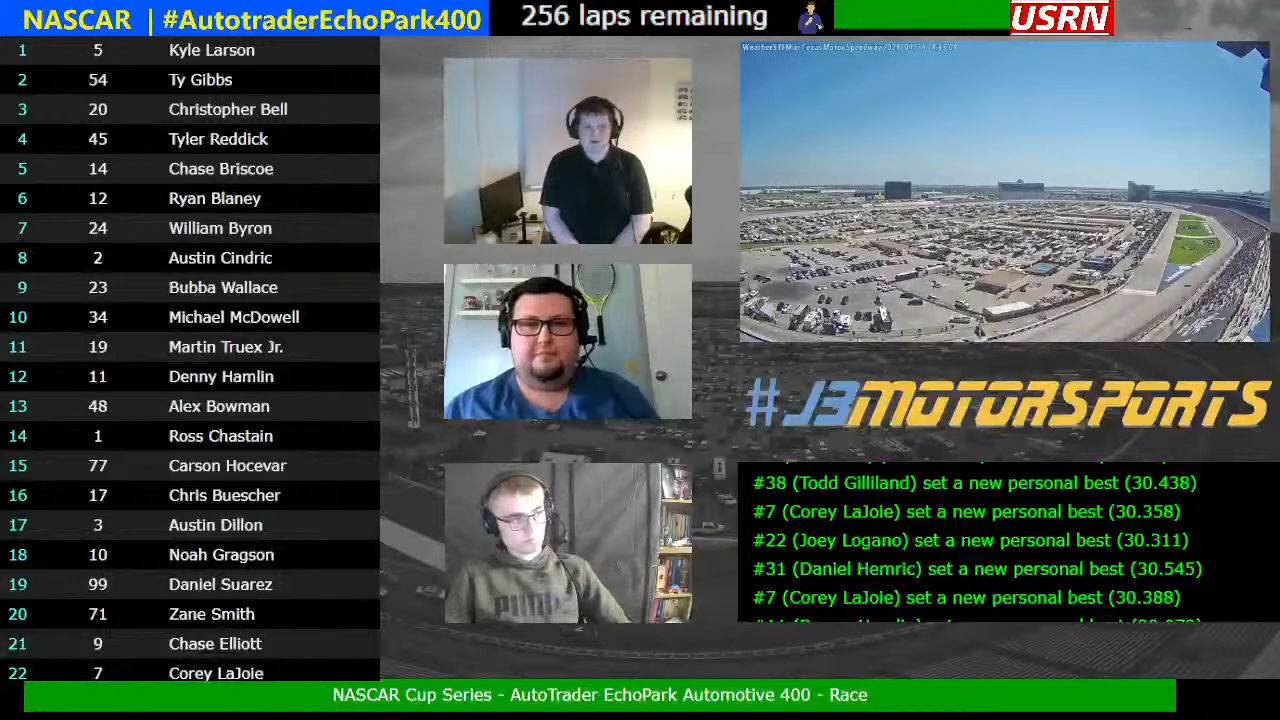 NASCAR | #AutotraderEchoPark400
256 laps remaining
USRN
1 5 Kyle Larson
2 54 Ty Gibbs
3 20 Christopher Bell
4 45 Tyler Reddick
5 14 Chase Briscoe
6 12 Ryan Blaney
7 24 William Byron
8 2 Austin Cindric
9 23 Bubba Wallace
10 34 Michael McDowell
11 19 Martin Truex Jr.
12 11 Denny Hamlin
13 48 Alex Bowman
14 1 Ross Chastain
15 77 Carson Hocevar
16 17 Chris Buescher
17 3 Austin Dillon
18 10 Noah Gragson
19 99 Daniel Suarez
20 71 Zane Smith
21 9 Chase Elliott
22 7 Corey LaJoie
PUMA
#JBMOTORSPORTS
#38 (Todd Gilliland) set a new personal best (30.438)
#7 (Corey LaJoie) set a new personal best (30.358)
#22 (Joey Logano) set a new personal best (30.311)
#31 (Daniel Hemric) set a new personal best (30.545)
#7 (Corey LaJoie) set a new personal best (30.388)
NASCAR Cup Series - AutoTrader EchoPark Automotive 400 - Race